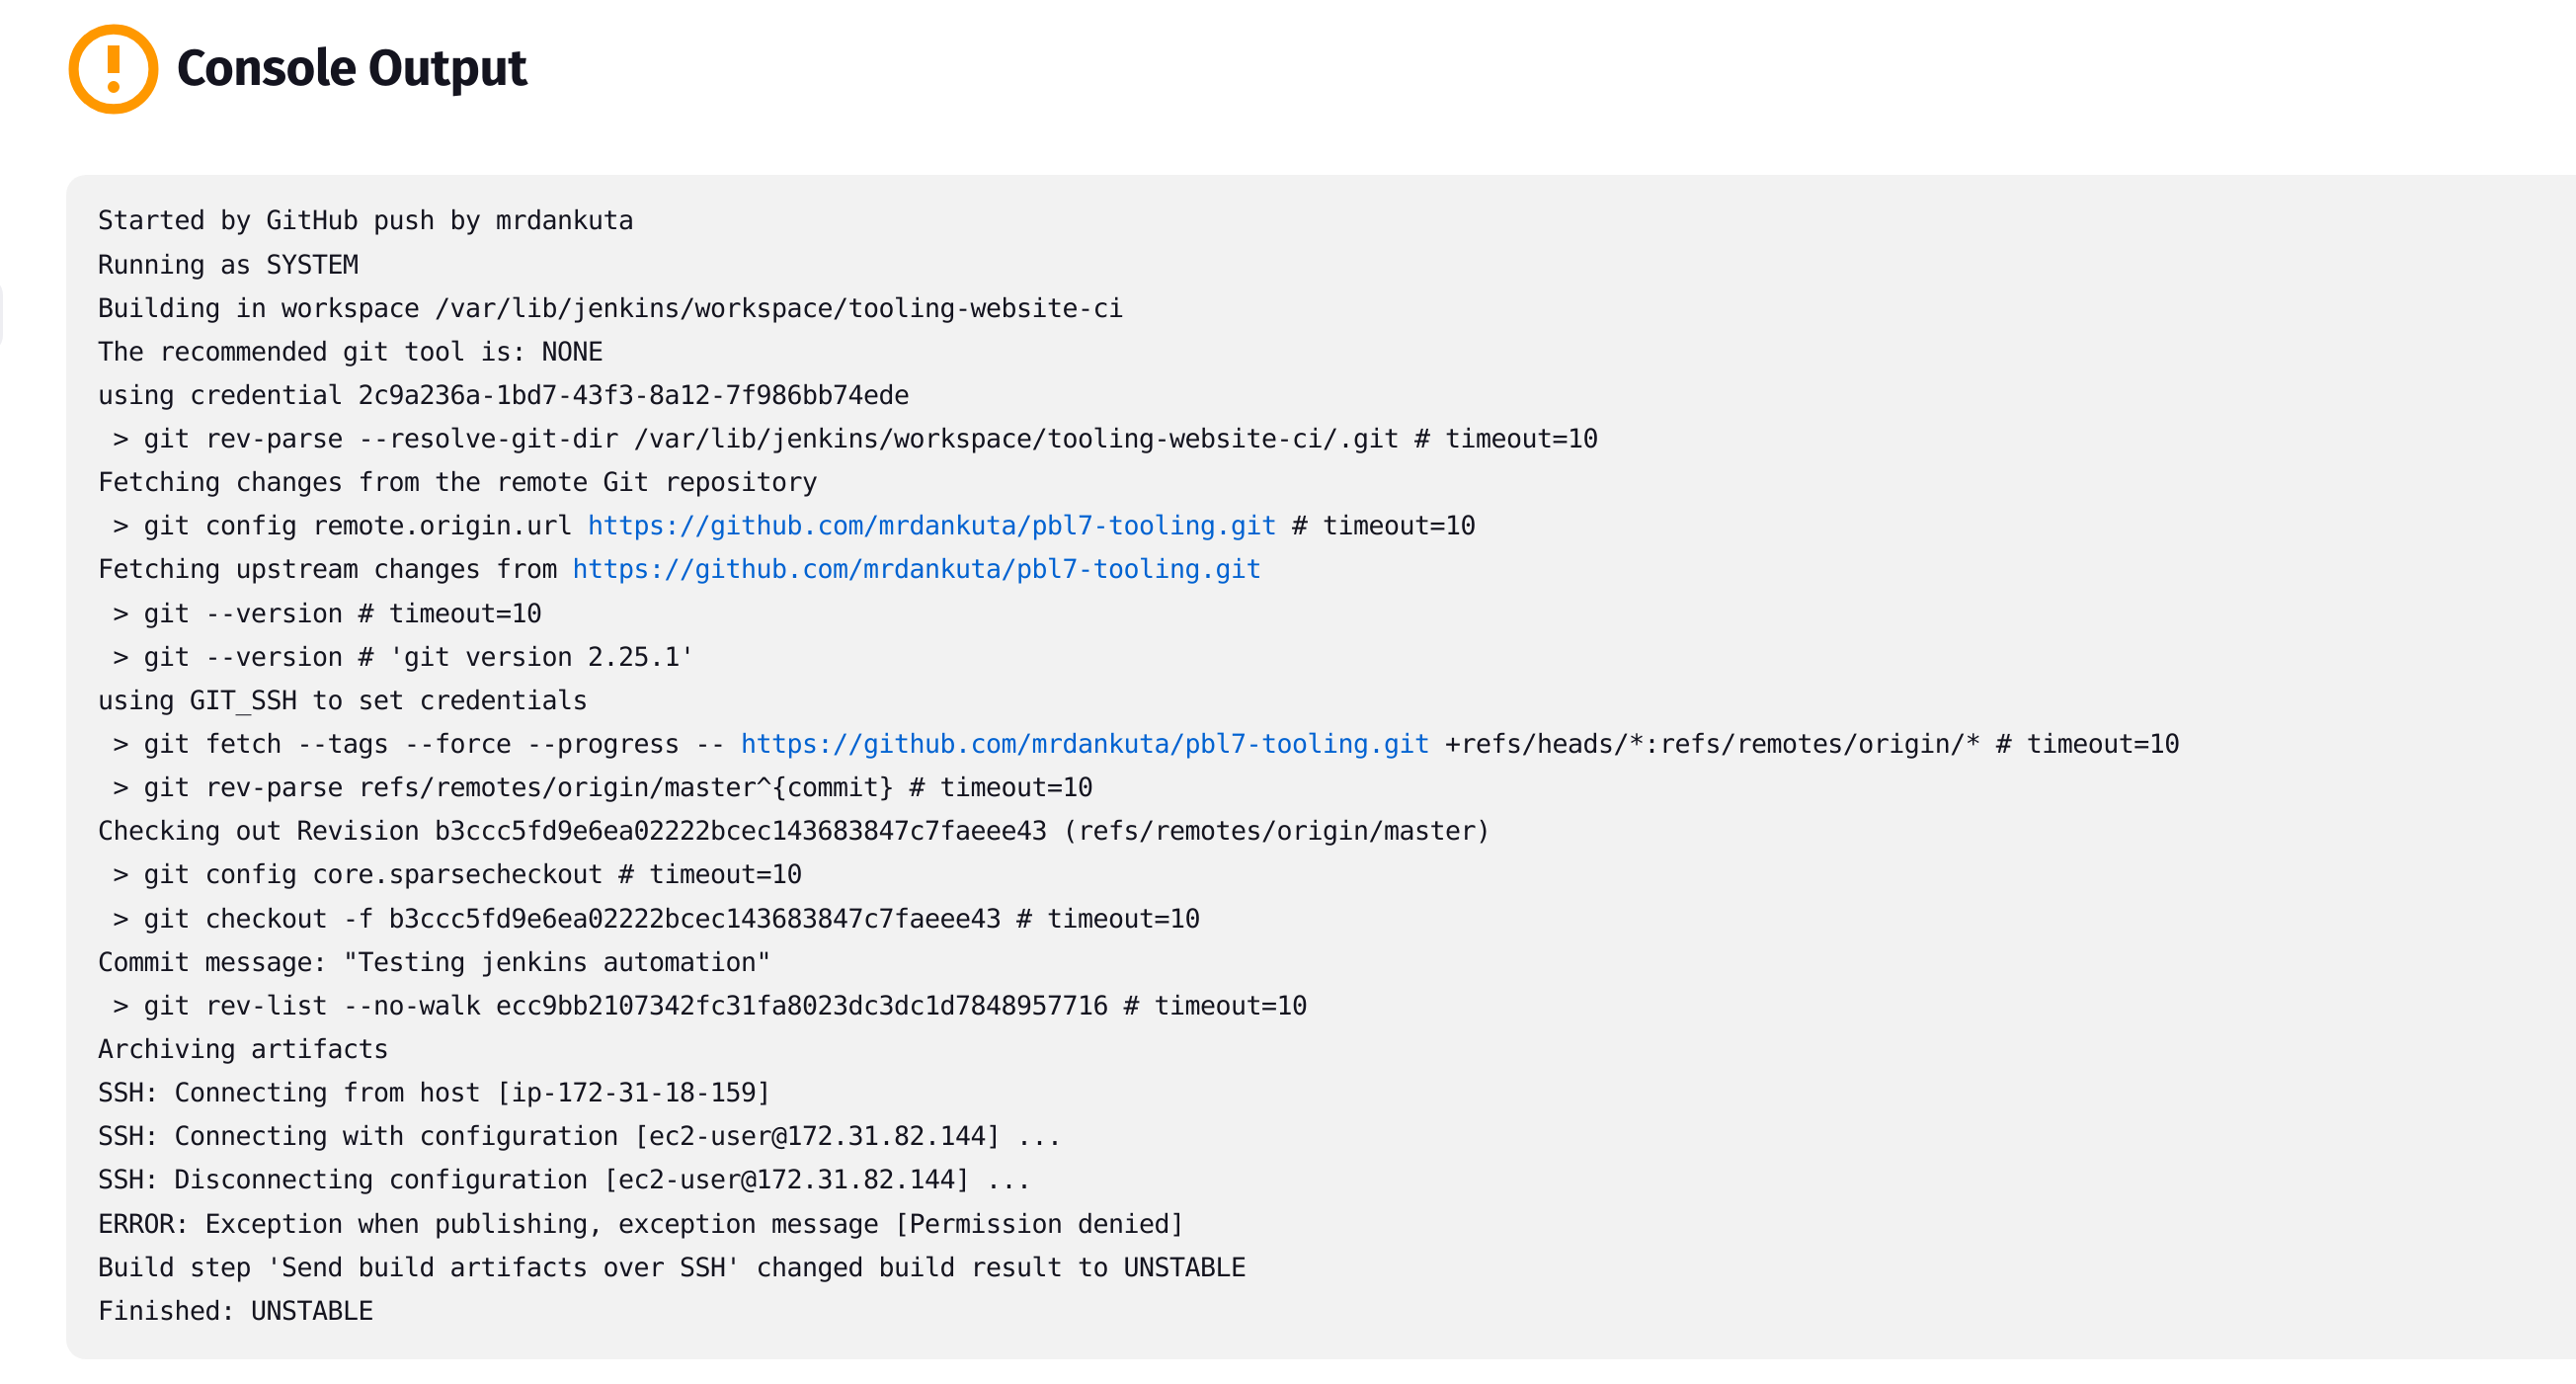 Console Output
Started by GitHub push by mrdankuta
Running as SYSTEM
Building in workspace /var/lib/jenkins/workspace/tooling-website-ci
The recommended git tool is: NONE
using credential 2c9a236a-1bd7-43f3-8a12-7f986bb74ede
 > git rev-parse --resolve-git-dir /var/lib/jenkins/workspace/tooling-website-ci/.git # timeout=10
Fetching changes from the remote Git repository
 > git config remote.origin.url https://github.com/mrdankuta/pbl7-tooling.git # timeout=10
Fetching upstream changes from https://github.com/mrdankuta/pbl7-tooling.git
 > git --version # timeout=10
 > git --version # 'git version 2.25.1'
using GIT_SSH to set credentials
 > git fetch --tags --force --progress -- https://github.com/mrdankuta/pbl7-tooling.git +refs/heads/*:refs/remotes/origin/* # timeout=10
 > git rev-parse refs/remotes/origin/master^{commit} # timeout=10
Checking out Revision b3ccc5fd9e6ea02222bcec143683847c7faeee43 (refs/remotes/origin/master)
 > git config core.sparsecheckout # timeout=10
 > git checkout -f b3ccc5fd9e6ea02222bcec143683847c7faeee43 # timeout=10
Commit message: "Testing jenkins automation"
 > git rev-list --no-walk ecc9bb2107342fc31fa8023dc3dc1d7848957716 # timeout=10
Archiving artifacts
SSH: Connecting from host [ip-172-31-18-159]
SSH: Connecting with configuration [ec2-user@172.31.82.144] ...
SSH: Disconnecting configuration [ec2-user@172.31.82.144] ...
ERROR: Exception when publishing, exception message [Permission denied]
Build step 'Send build artifacts over SSH' changed build result to UNSTABLE
Finished: UNSTABLE